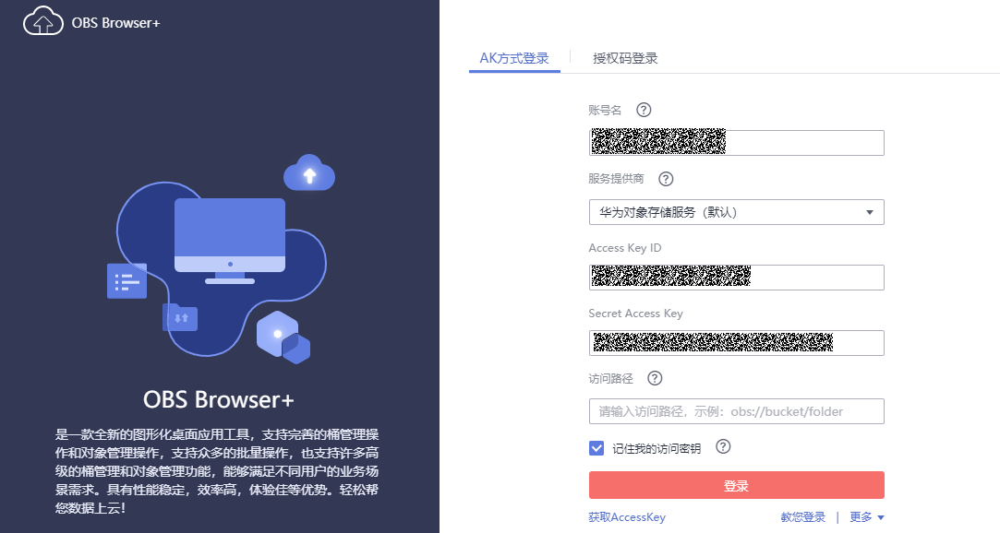 OBS Browser+
OBS Browser+
是一款全新的图形化桌面应用工具，支持完善的桶管理操
作和对象管理操作，支持众多的批量操作，也支持许多高
级的桶管理和对象管理功能，能够满足不同用户的业务场
景需求。具有性能稳定，效率高，体验佳等优势。轻松帮
您数据上云！
AK方式登录 授权码登录
账号名 ?
服务提供商 ?
华为对象存储服务（默认）
Access Key ID
Secret Access Key
访问路径 ?
请输入访问路径，示例：obs://bucket/folder
记住我的访问密钥 ?
登录
获取AccessKey 教您登录 | 更多